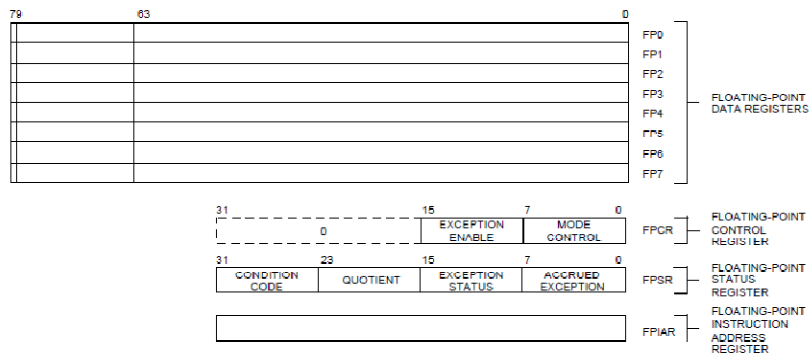 79 63 0
FP0
FP1
FP2
FP3
FP4
FP5
FP6
FP7
FLOATING-POINT
DATA REGISTERS
31 15 7 0
0
EXCEPTION
ENABLE
MODE
CONTROL
FPCR
FLOATING-POINT
CONTROL
REGISTER
31 23 15 7 0
CONDITION
CODE
QUOTIENT
EXCEPTION
STATUS
ACCRUED
EXCEPTION
FPSR
FLOATING-POINT
STATUS
REGISTER
FPIAR
FLOATING-POINT
INSTRUCTION
ADDRESS
REGISTER